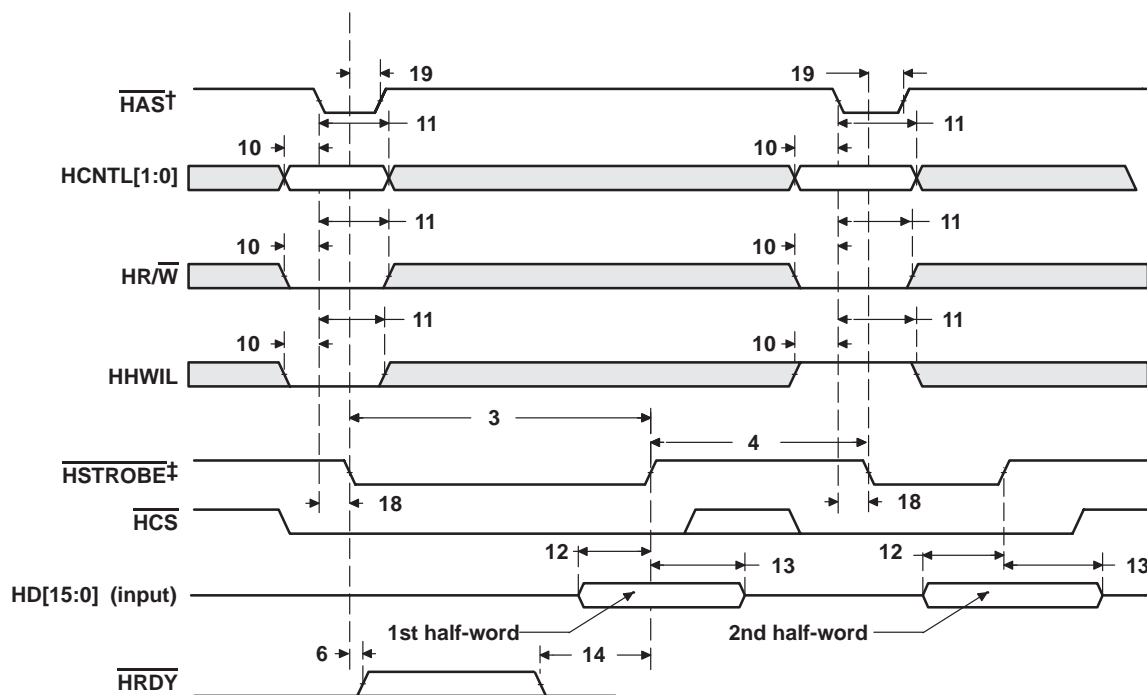 19 19
HAS†
11 11
10 10
HCNTL[1:0]
11 11
10 10
HR/W
11 11
10 10
HHWIL
3
4
HSTROBE‡
18 18
HCS
12 12
13 13
HD[15:0] (input)
1st half-word 2nd half-word
6 14
HRDY